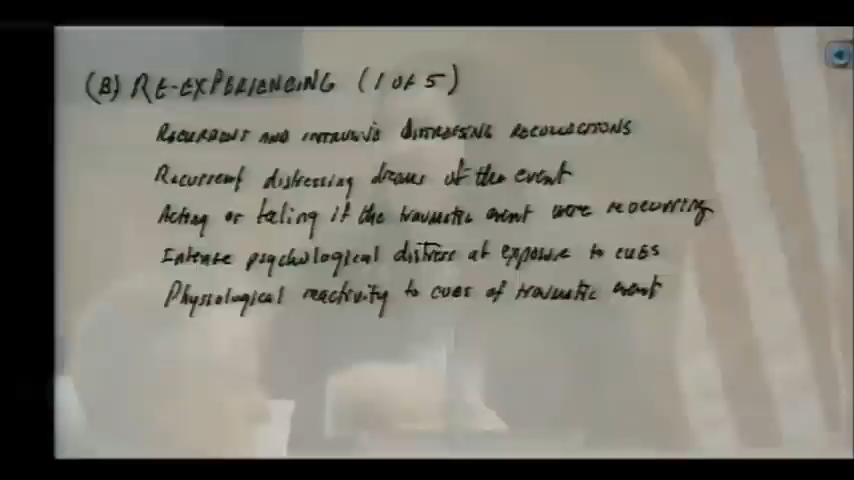 (B) RE-EXPERIENCING (1 OF 5)
RECURRENT AND INTRUSIVE DISTRESSING RECOLLECTIONS
Recurrent distressing dreams of the event
Acting or feeling if the traumatic event were reocurring
Intense psychological distress at exposure to cues
Physiological reactivity to cues of traumatic event